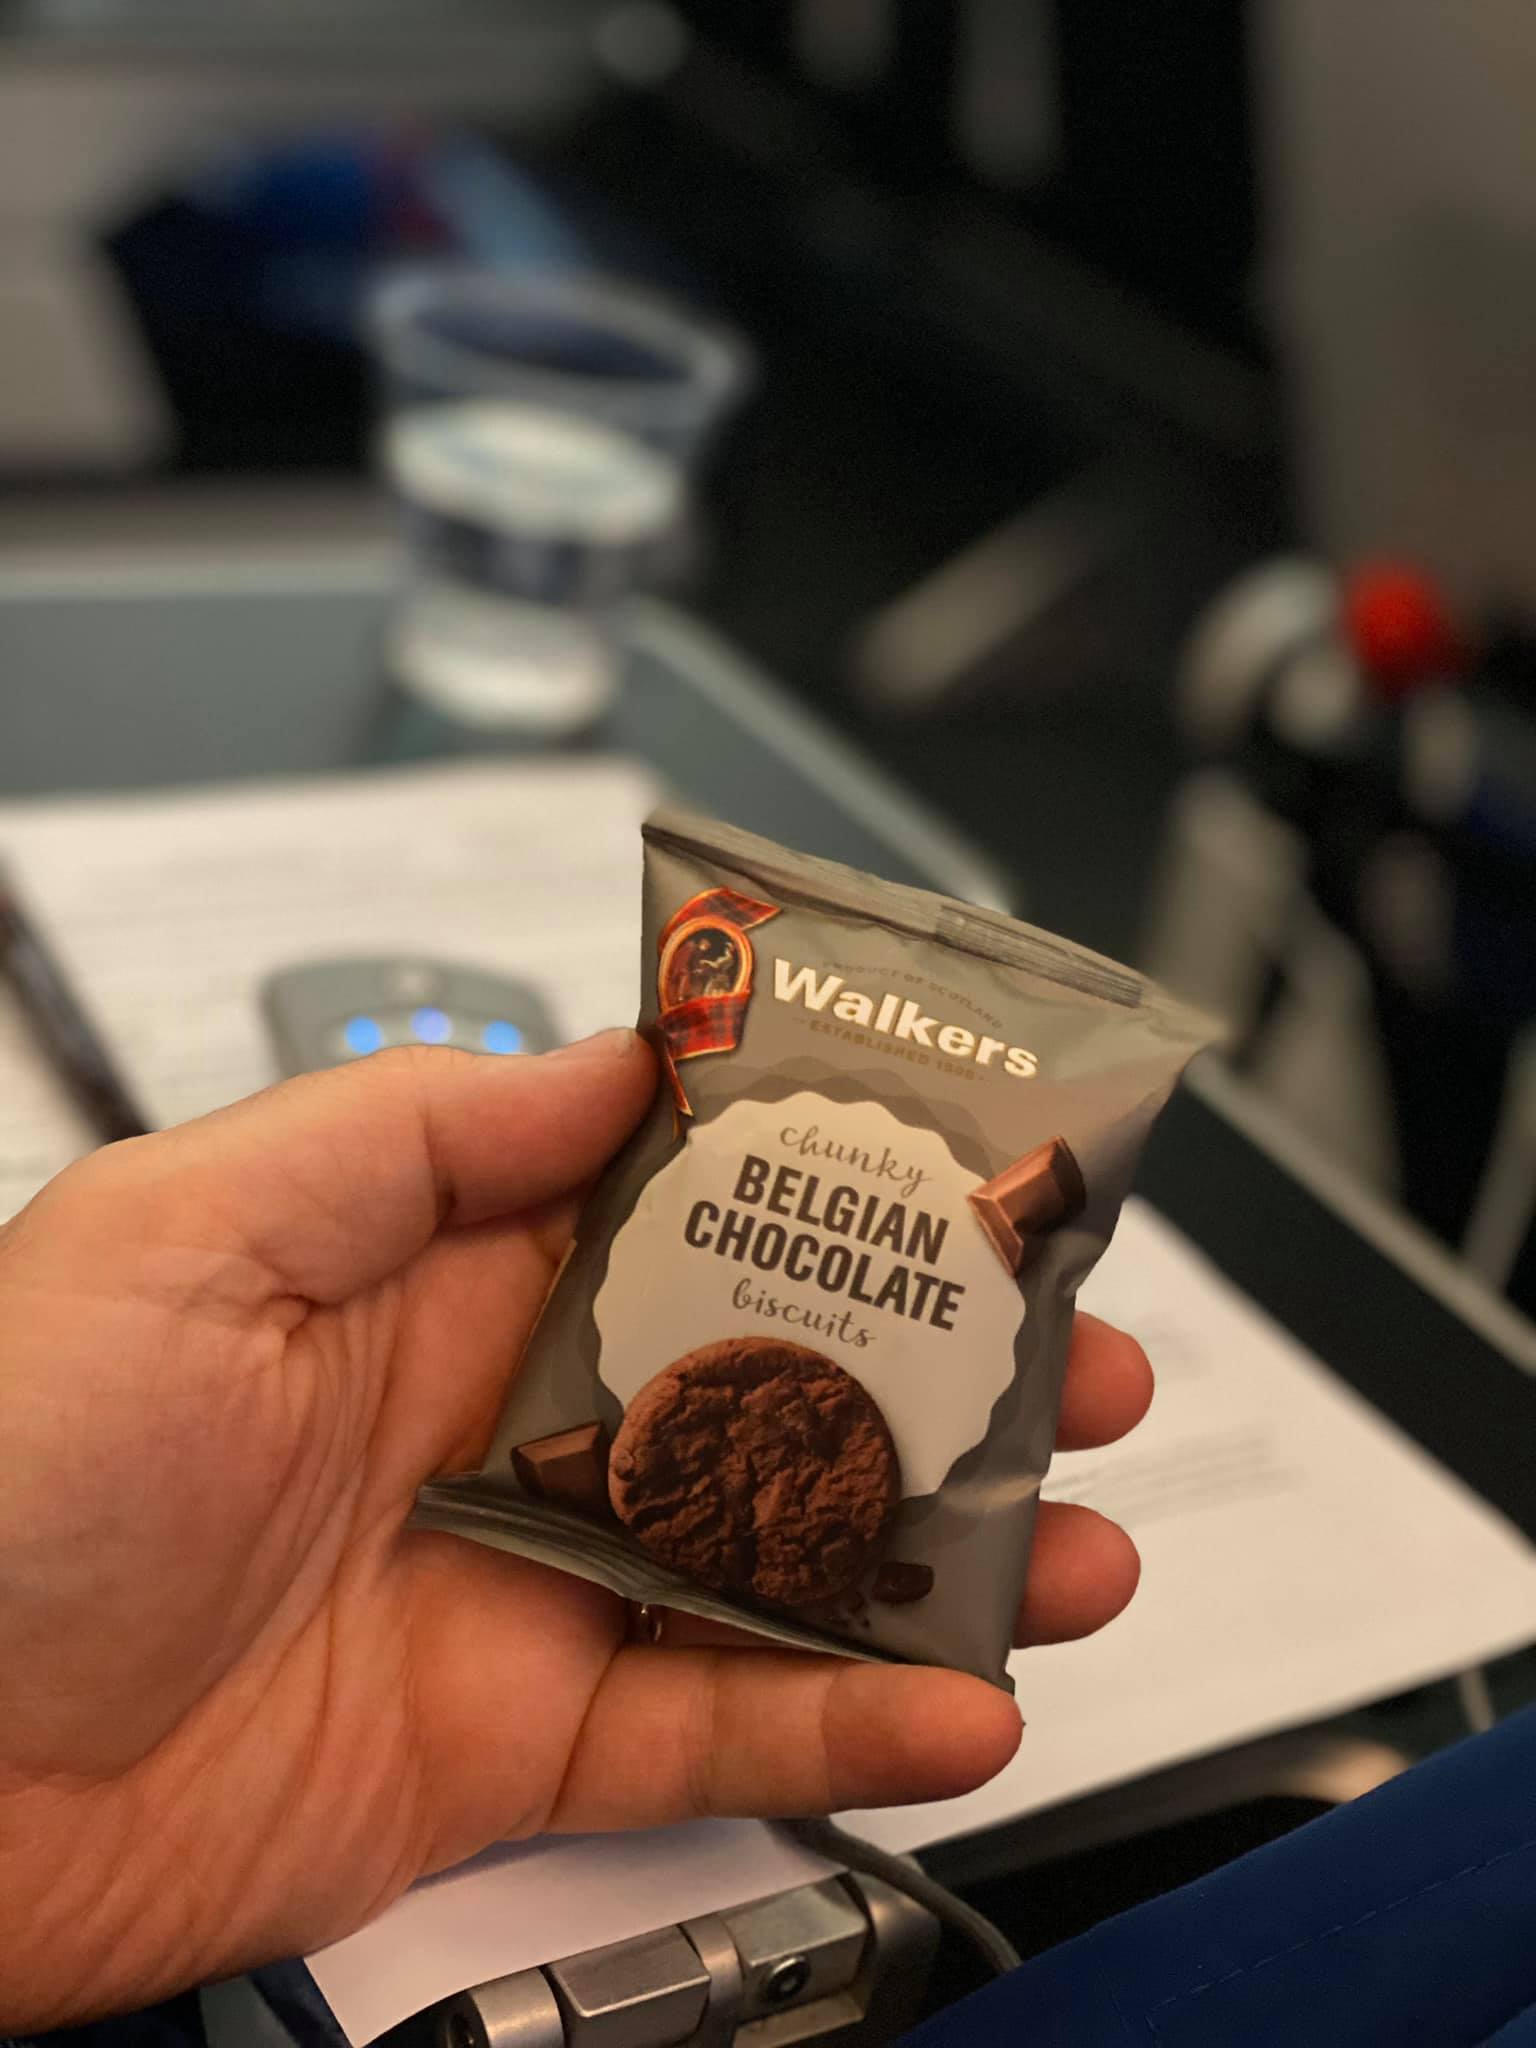 PRODUCT OF SCOTLAND
Walkers
ESTABLISHED 1898
chunky
BELGIAN
CHOCOLATE
biscuits